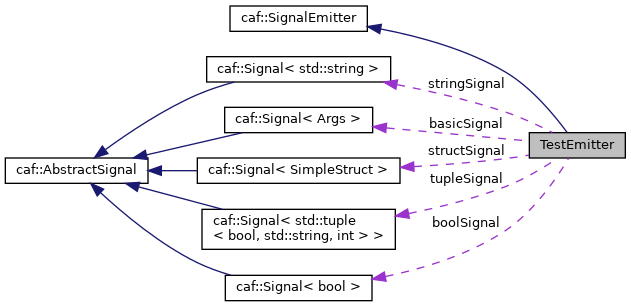 caf::SignalEmitter
caf::Signal< std::string >
stringSignal
caf::Signal< Args >
basicSignal
TestEmitter
structSignal
caf::AbstractSignal
caf::Signal< SimpleStruct >
tupleSignal
caf::Signal< std::tuple
< bool, std::string, int > >
boolSignal
caf::Signal< bool >